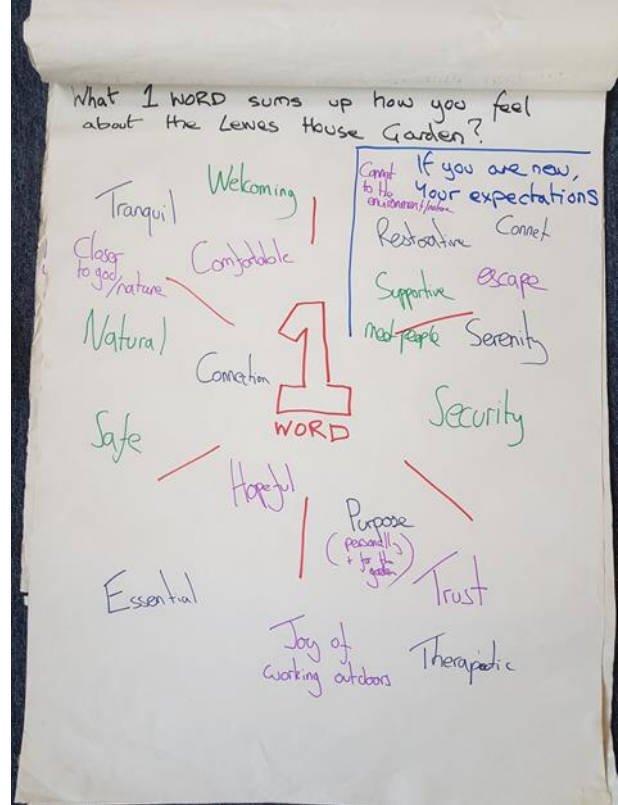 What 1 WORD sums up how you feel
about the Lewes House Garden?
Welcoming
Tranquil
Closer
to god
/nature
Comfortable
Natural
Connection
Safe
1
WORD
Hopeful
Essential
Joy of
working outdoors
Purpose
(personally
+ for the
garden)
Trust
Therapeutic
Security
If you are new,
your expectations
Connect
to the
environment/nature
Restorative
Connet
Supportive
escape
meet people
Serenity